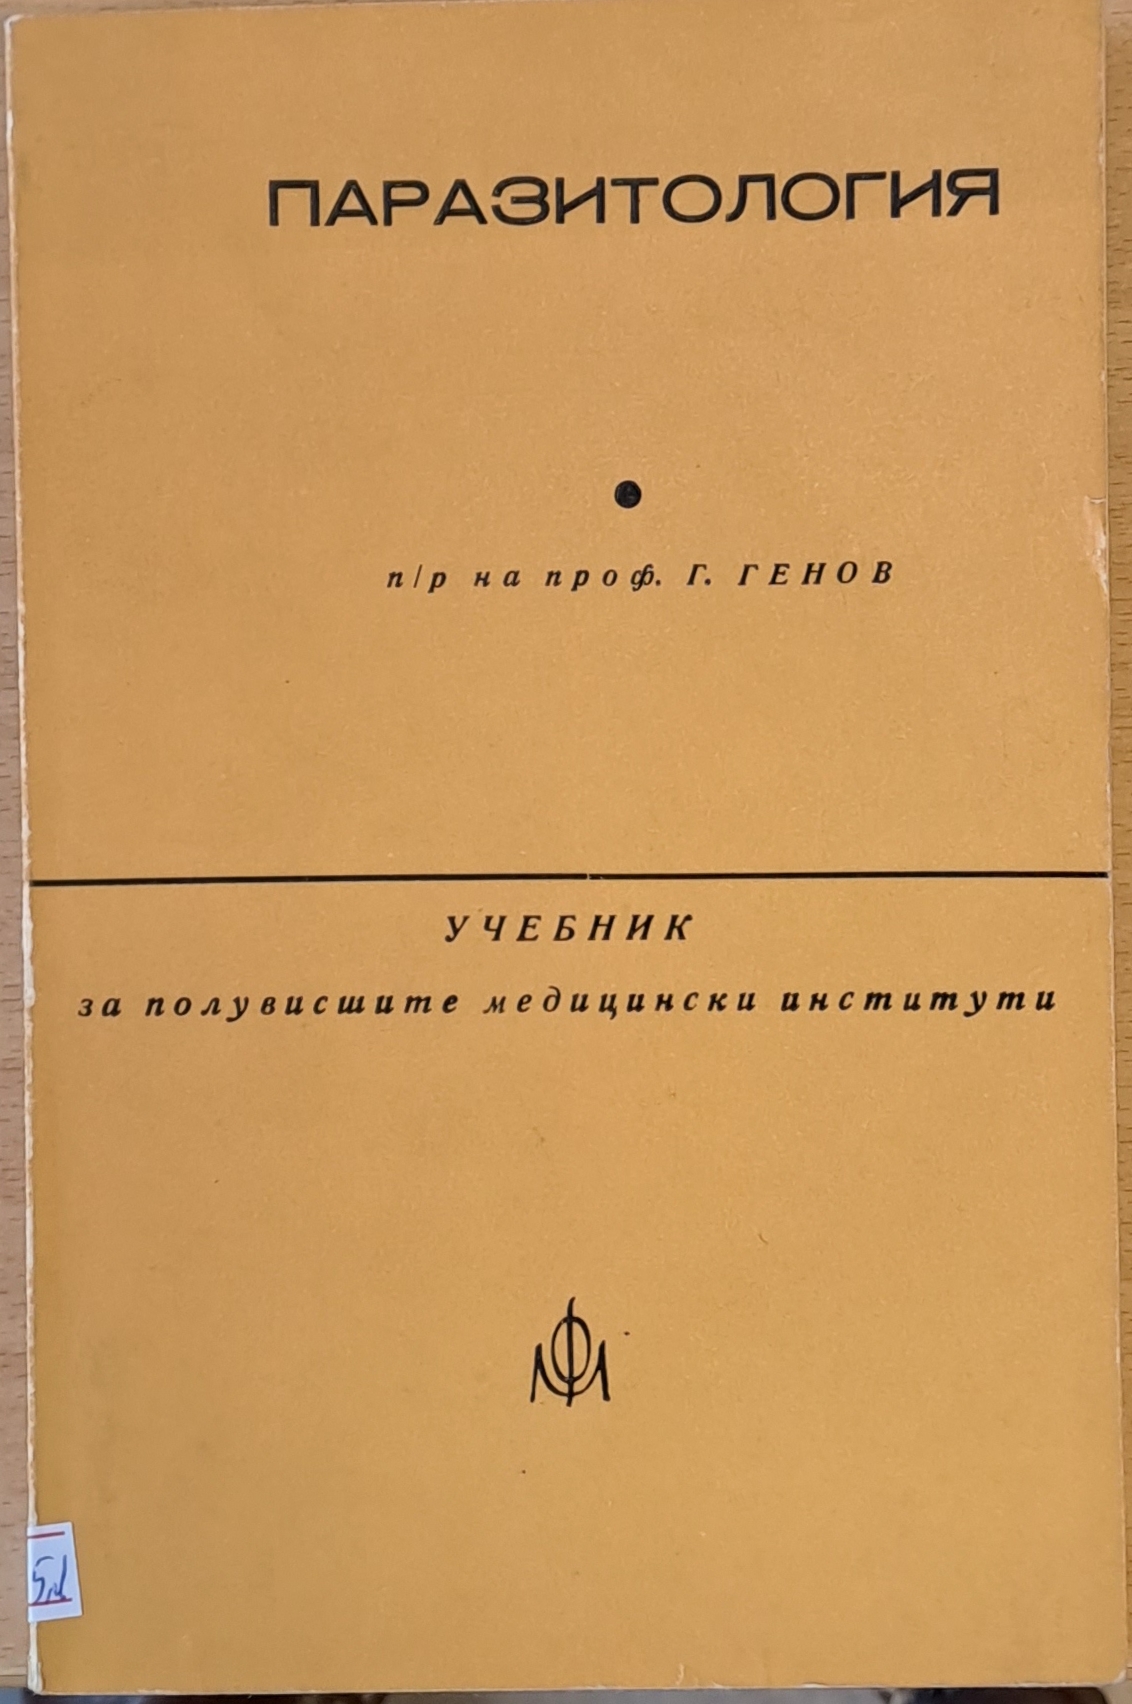 ПАРАЗИТОЛОГИЯ
п/р на проф. Г. ГЕНОВ
УЧЕБНИК
за полувисшите медицински институти